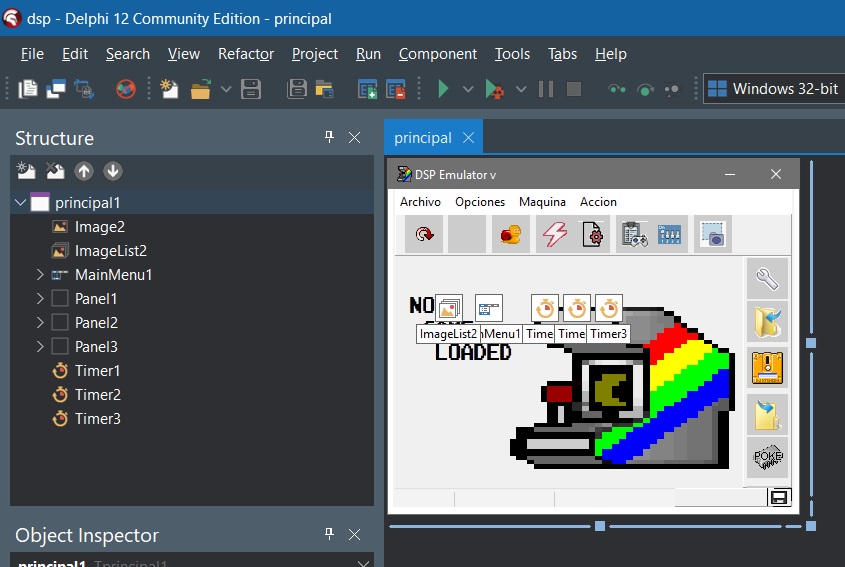 dsp - Delphi 12 Community Edition - principal
File Edit Search View Refactor Project Run Component Tools Tabs Help
Windows 32-bit
Structure
principal1
Image2
ImageList2
MainMenu1
Panel1
Panel2
Panel3
Timer1
Timer2
Timer3
Object Inspector
principal1 Tprincipal1
principal
DSP Emulator v
Archivo Opciones Maquina Accion
NO
ImageList2 nMenu1 Time Time Timer3
LOADED
POKE